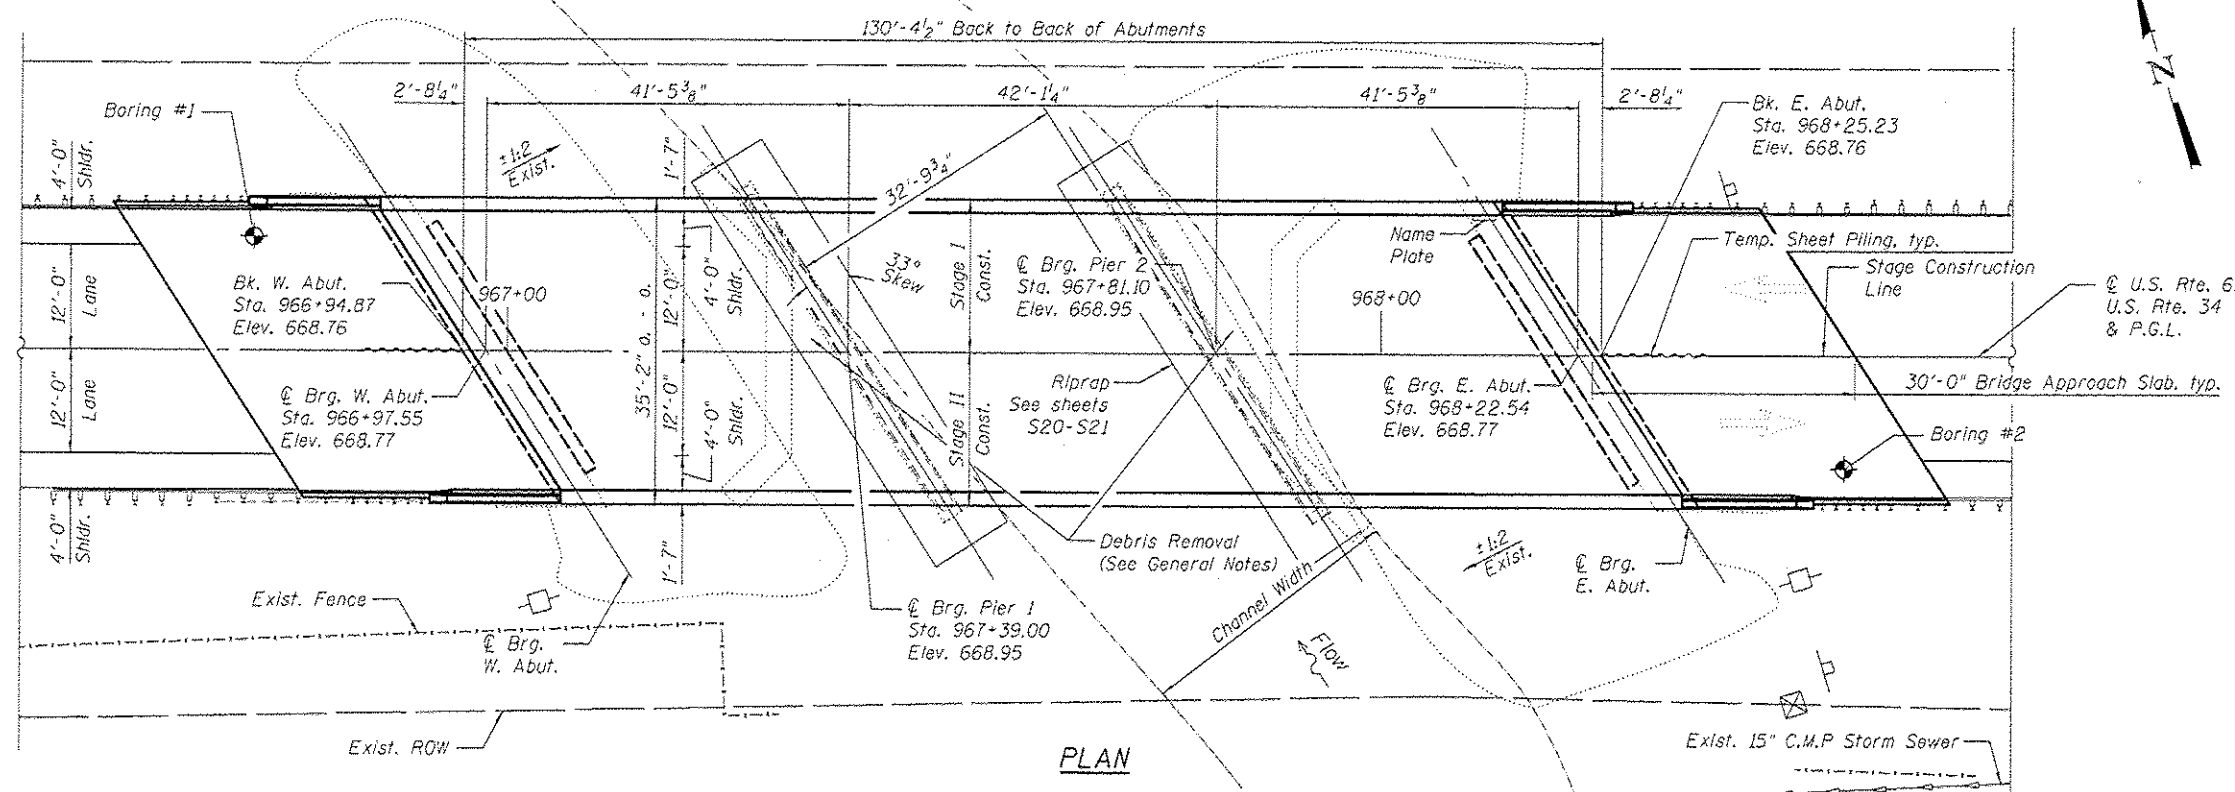 130'-4½" Back to Back of Abutments
2'-8¼"
41'-5⅜"
42'-1¼"
41'-5⅜"
2'-8¼"
N
Boring #1
Bk. E. Abut.
Sta. 968+25.23
Elev. 668.76
4'-0"
Shldr.
±1:2
Exist.
1'-7"
32'-9¾"
Name
Plate
Temp. Sheet Piling, typ.
Stage Construction
Line
℄ U.S. Rte. 6
U.S. Rte. 34
& P.G.L.
12'-0"
Lane
Bk. W. Abut.
Sta. 966+94.87
Elev. 668.76
967+00
4'-0"
Shldr.
12'-0"
33°
Skew
Stage I
Const.
℄ Brg. Pier 2
Sta. 967+81.10
Elev. 668.95
968+00
35'-2" o. - o.
12'-0"
Lane
℄ Brg. W. Abut.
Sta. 966+97.55
Elev. 668.77
12'-0"
4'-0"
Shldr.
Stage II
Const.
Riprap
See sheets
S20-S21
℄ Brg. E. Abut.
Sta. 968+22.54
Elev. 668.77
30'-0" Bridge Approach Slab, typ.
Boring #2
4'-0"
Shldr.
1'-7"
Debris Removal
(See General Notes)
±1:2
Exist.
℄ Brg.
E. Abut.
Exist. Fence
℄ Brg.
W. Abut.
℄ Brg. Pier 1
Sta. 967+39.00
Elev. 668.95
Channel Width
Flow
Exist. ROW
PLAN
Exist. 15" C.M.P Storm Sewer